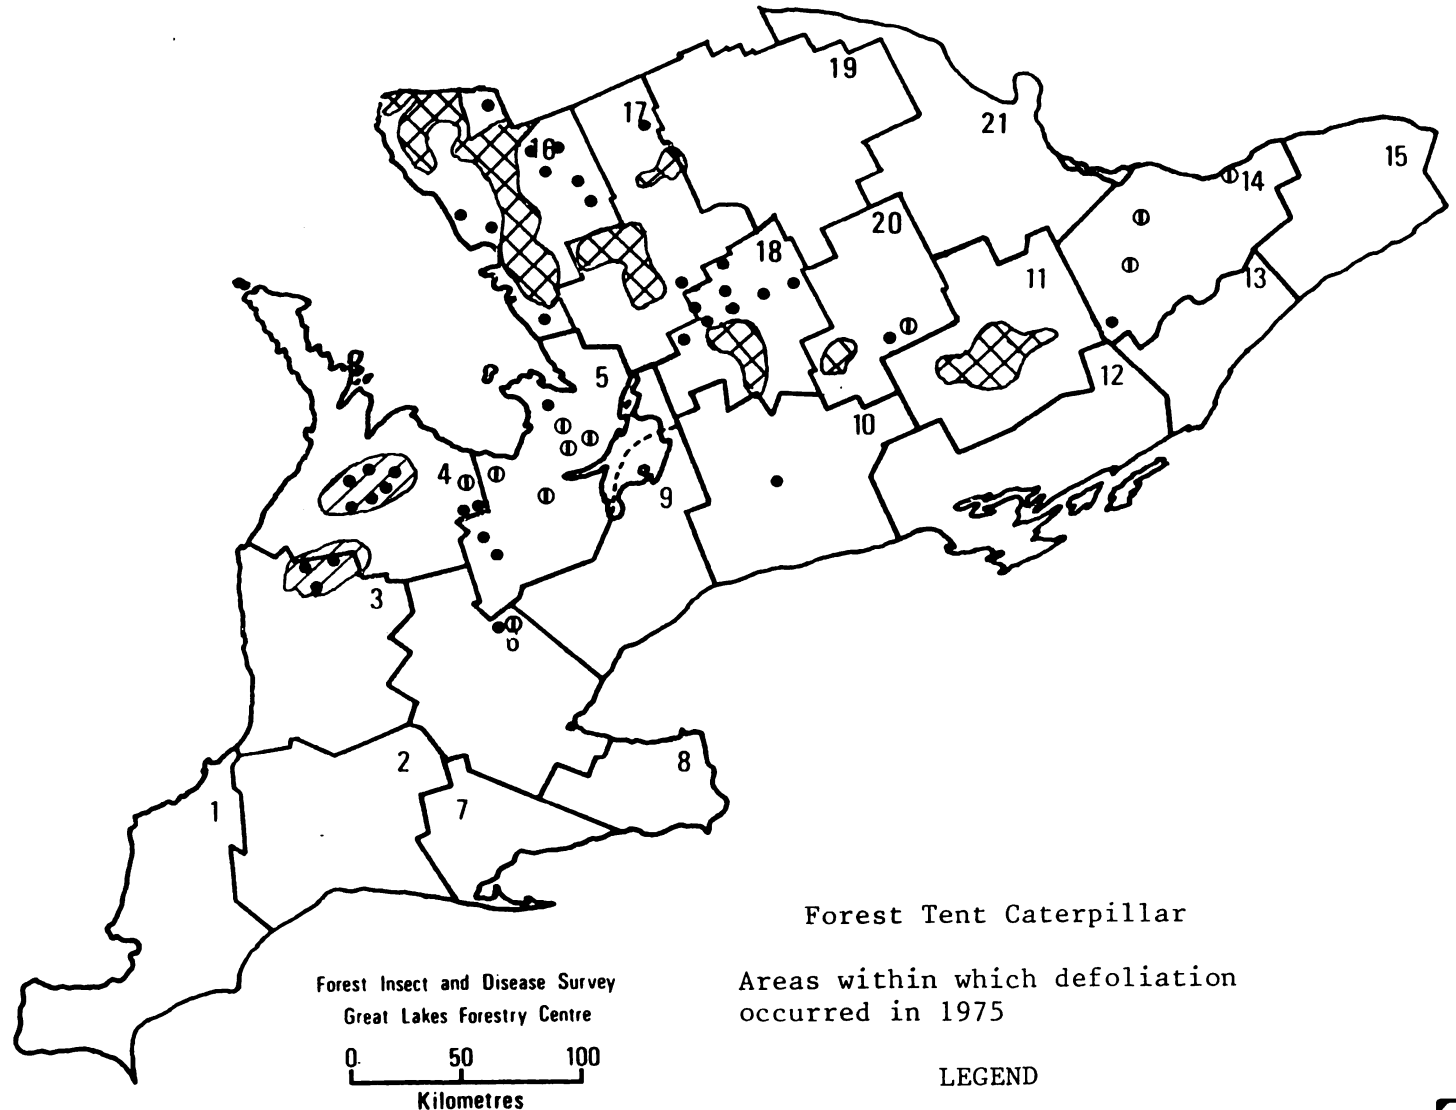 19
17
21
15
16
14
20
18
11
13
5
12
10
4
9
3
6
2
8
1
7
Forest Tent Caterpillar
Areas within which defoliation
occurred in 1975
LEGEND
Forest Insect and Disease Survey
Great Lakes Forestry Centre
0 50 100
Kilometres